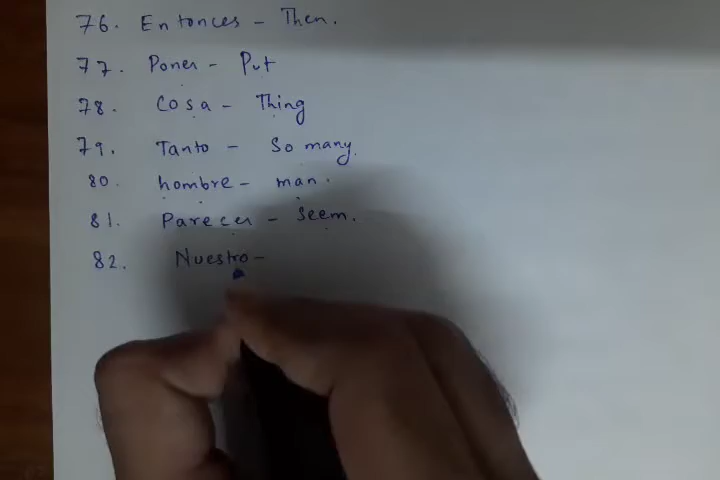 76. Entonces - Then.
77. Poner - Put
78. Cosa - Thing
79. Tanto - So many.
80. hombre - man.
81. Parecer - Seem.
82. Nuestro -